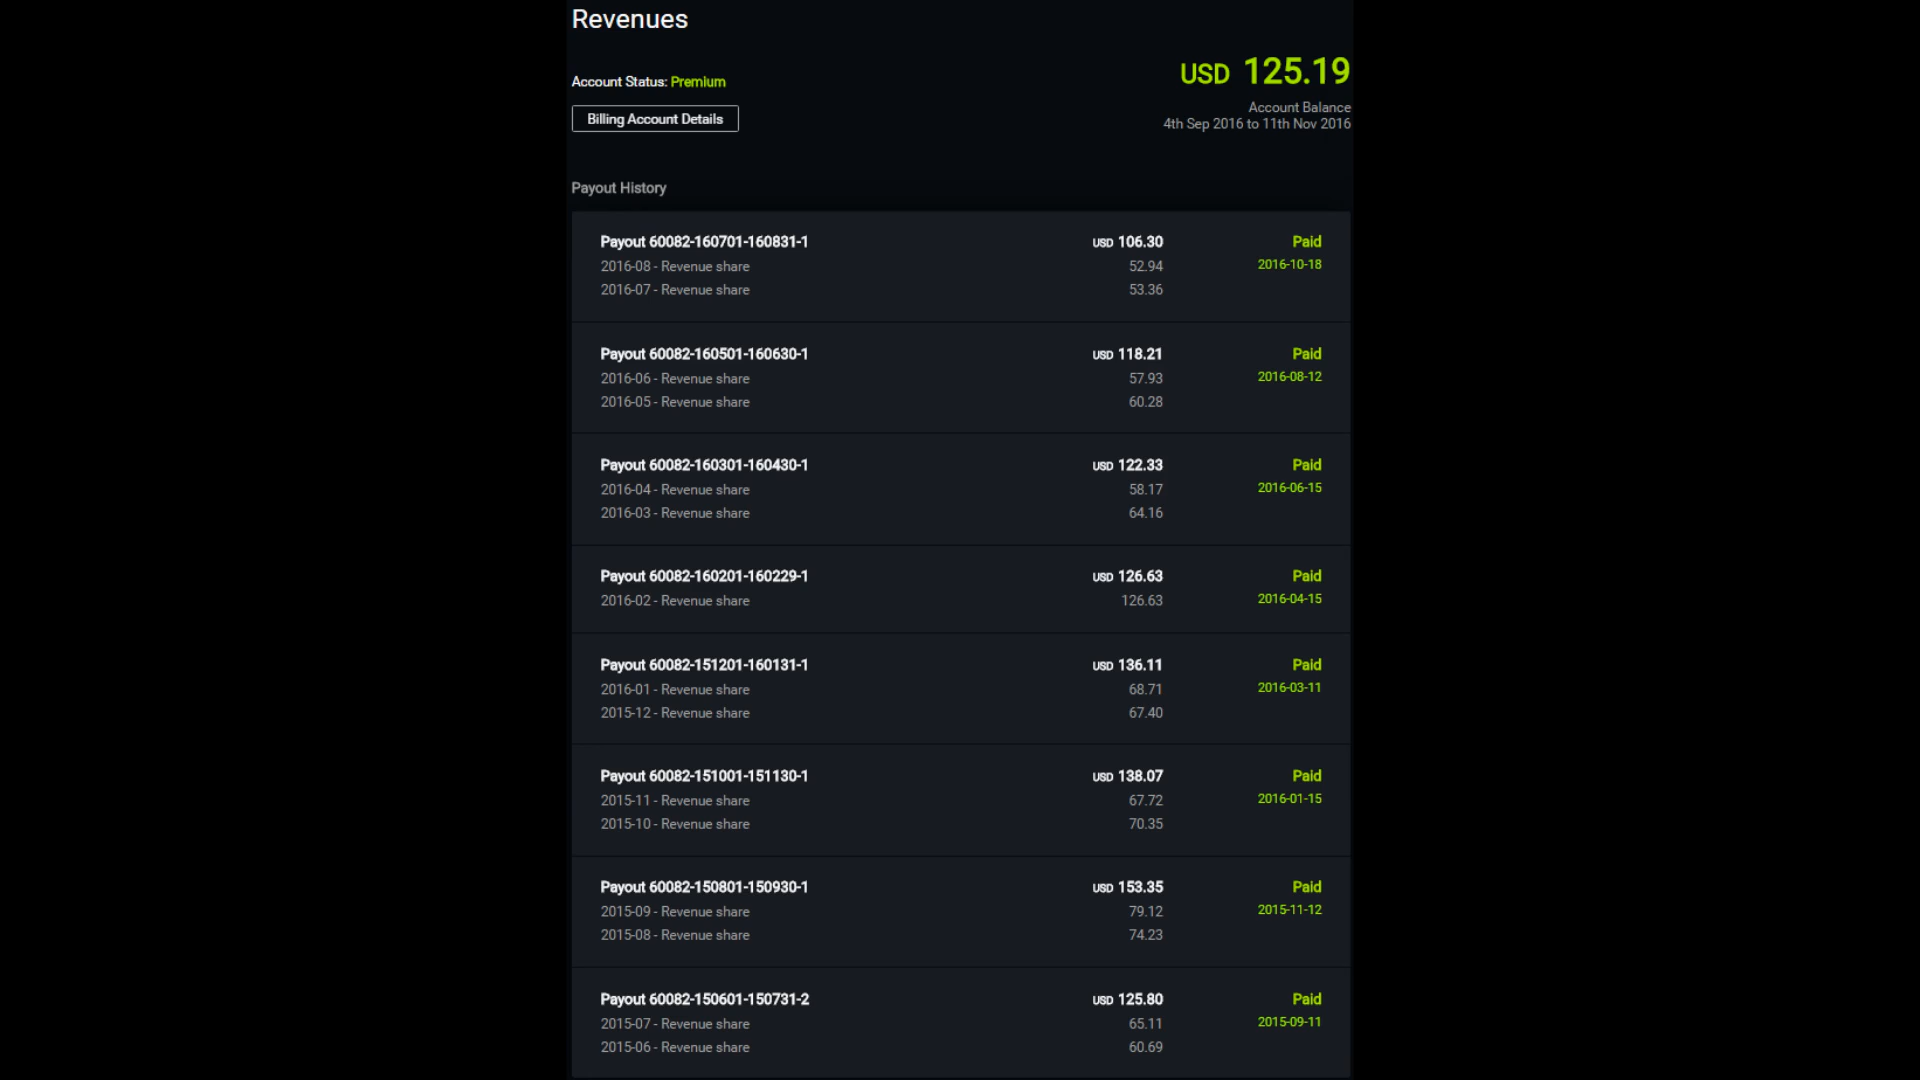 Revenues
USD 125.19
Account Status: Premium
Account Balance
Billing Account Details
4th Sep 2016 to 11th Nov 2016
Payout History
Payout 60082-160701-160831-1 USD 106.30 Paid
2016-08 - Revenue share 52.94 2016-10-18
2016-07 - Revenue share 53.36
Payout 60082-160501-160630-1 USD 118.21 Paid
2016-06 - Revenue share 57.93 2016-08-12
2016-05 - Revenue share 60.28
Payout 60082-160301-160430-1 USD 122.33 Paid
2016-04 - Revenue share 58.17 2016-06-15
2016-03 - Revenue share 64.16
Payout 60082-160201-160229-1 USD 126.63 Paid
2016-02 - Revenue share 126.63 2016-04-15
Payout 60082-151201-160131-1 USD 136.11 Paid
2016-01 - Revenue share 68.71 2016-03-11
2015-12 - Revenue share 67.40
Payout 60082-151001-151130-1 USD 138.07 Paid
2015-11 - Revenue share 67.72 2016-01-15
2015-10 - Revenue share 70.35
Payout 60082-150801-150930-1 USD 153.35 Paid
2015-09 - Revenue share 79.12 2015-11-12
2015-08 - Revenue share 74.23
Payout 60082-150601-150731-2 USD 125.80 Paid
2015-07 - Revenue share 65.11 2015-09-11
2015-06 - Revenue share 60.69